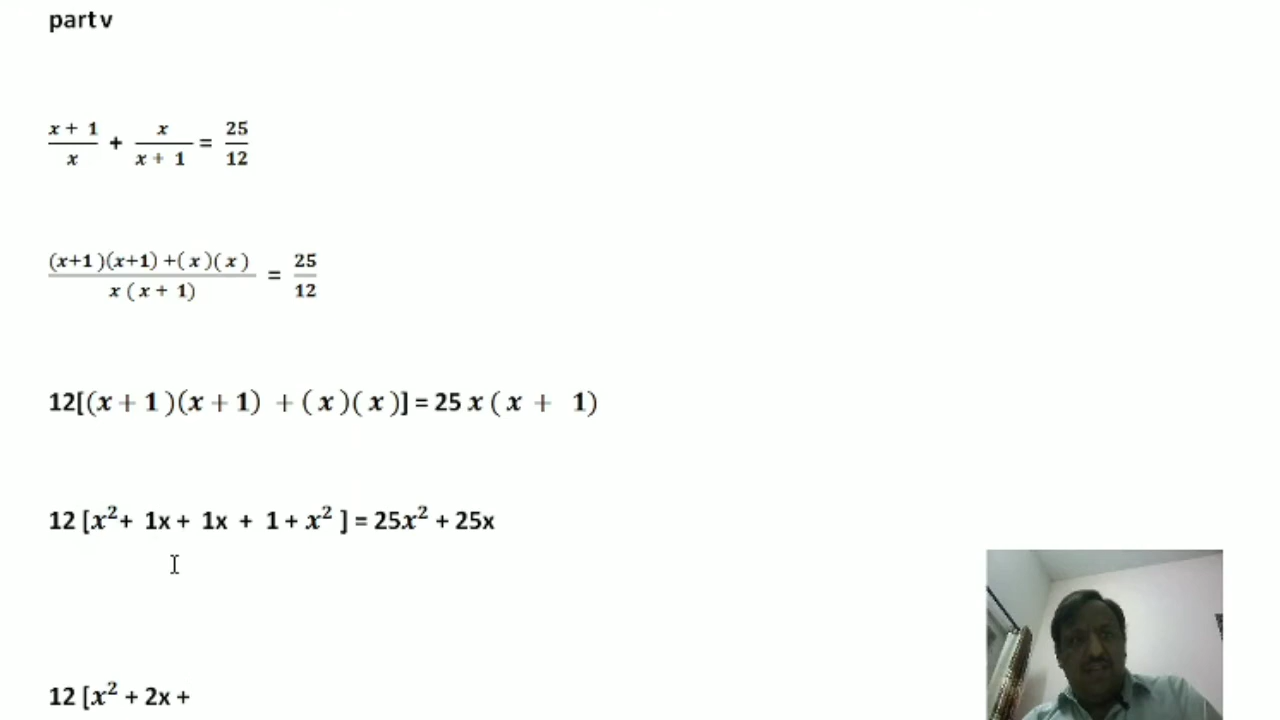 part v
x + 1/x + x/x + 1 = 25/12
(x+1)(x+1) +(x)(x)/x(x + 1) = 25/12
12[(x + 1)(x + 1) + (x)(x)] = 25 x (x + 1)
12 [x²+ 1x + 1x + 1 + x² ] = 25x² + 25x
12 [x² + 2x +